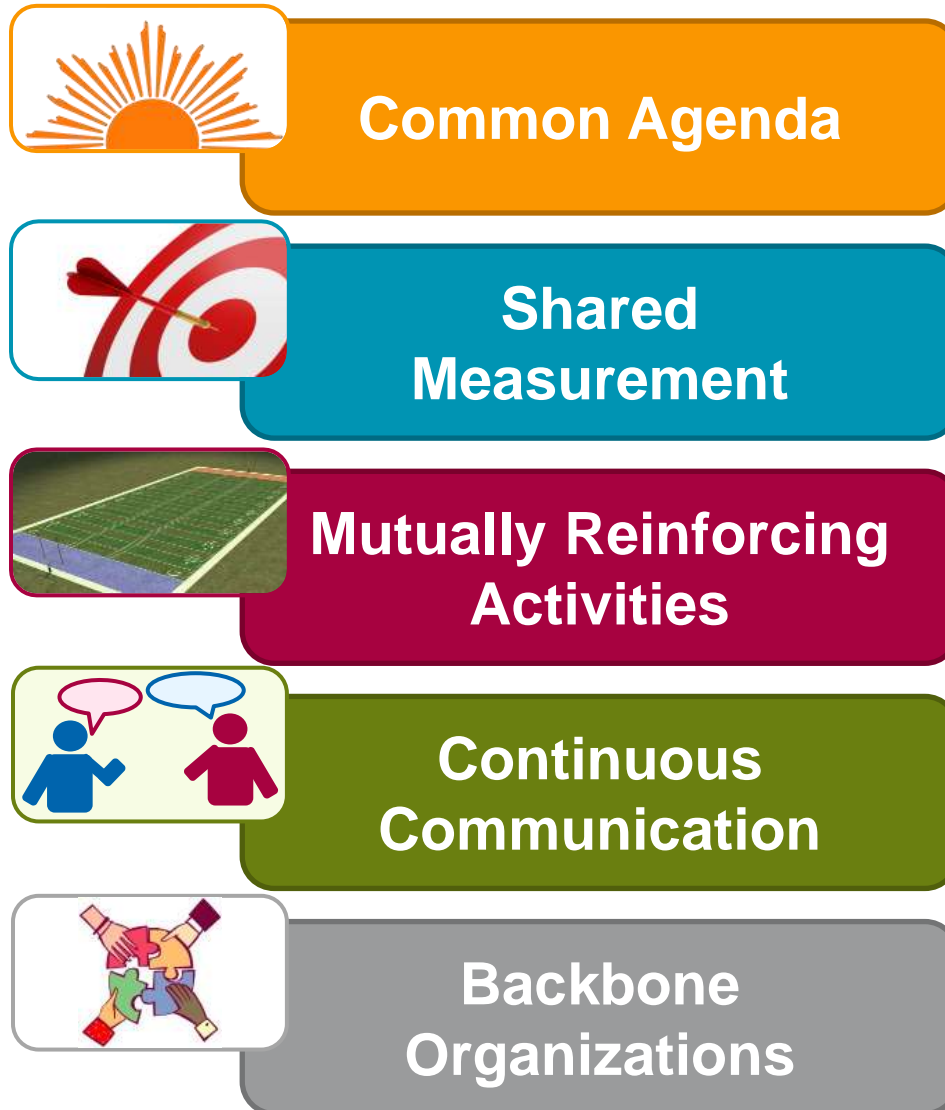 Common Agenda
Shared
Measurement
Mutually Reinforcing
Activities
Continuous
Communication
Backbone
Organizations